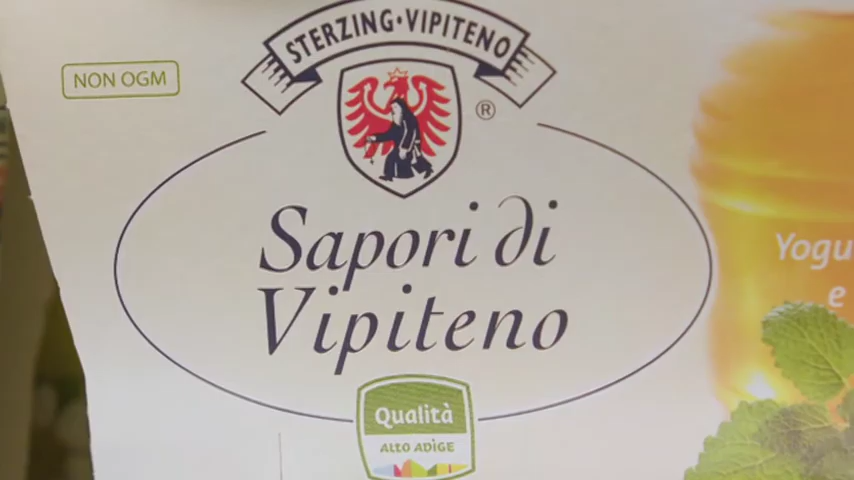 STERZING·VIPITENO
NON OGM
®
Sapori di
Vipiteno
Yogu
e
Qualità
ALTO ADIGE